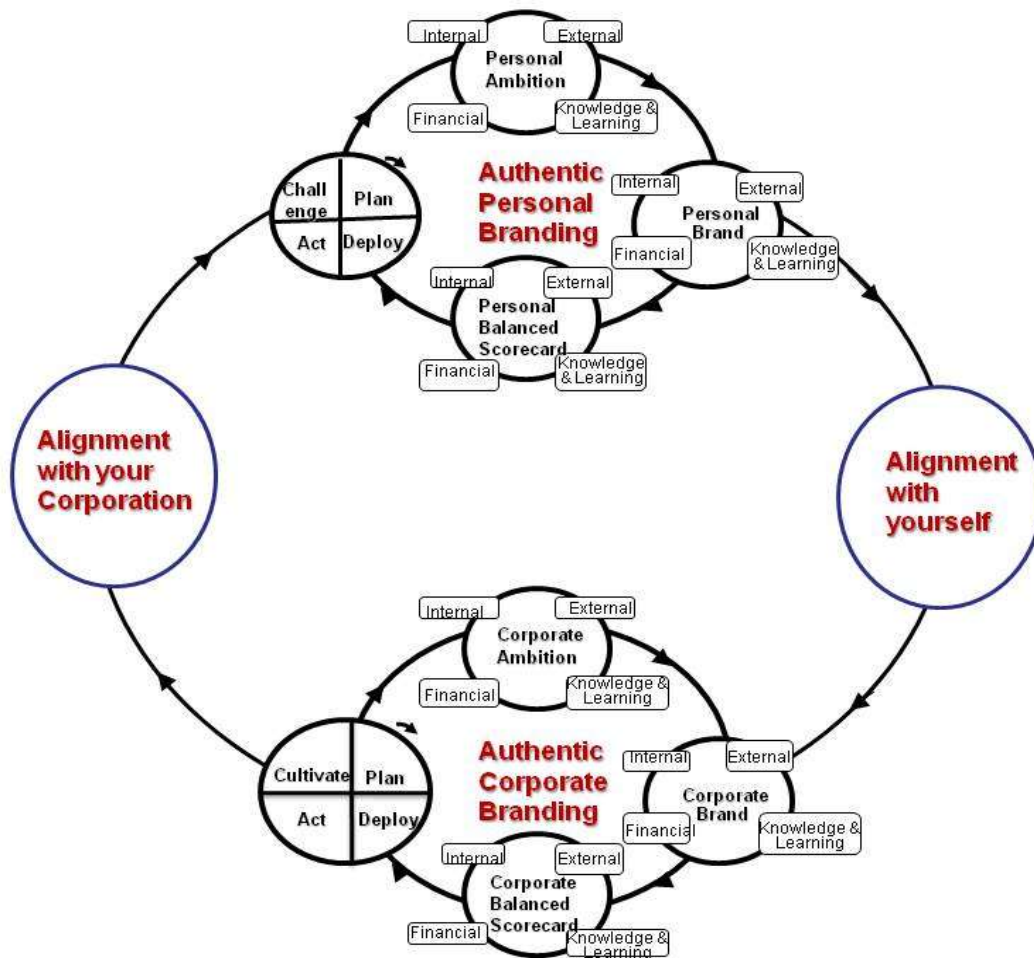 Internal
External
Personal
Ambition
Financial
Knowledge &
Learning
Chall
enge
Plan
Act
Deploy
Authentic
Personal
Branding
Internal
External
Personal
Brand
Financial
Knowledge
& Learning
Internal
External
Personal
Balanced
Scorecard
Financial
Knowledge
& Learning
Alignment
with your
Corporation
Alignment
with
yourself
Internal
External
Corporate
Ambition
Financial
Knowledge &
Learning
Cultivate
Plan
Act
Deploy
Authentic
Corporate
Branding
Internal
External
Corporate
Brand
Financial
Knowledge &
Learning
Internal
External
Corporate
Balanced
Scorecard
Financial
Knowledge &
Learning